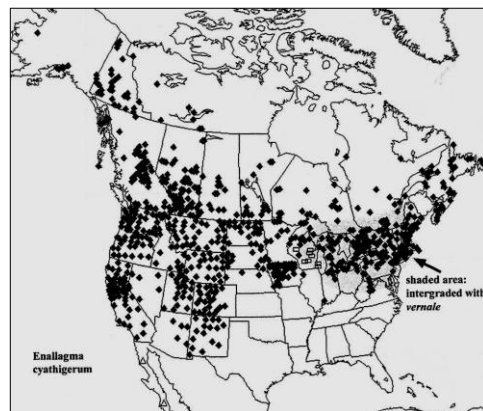 shaded area:
intergraded with
vernale
Enallagma
cyathigerum